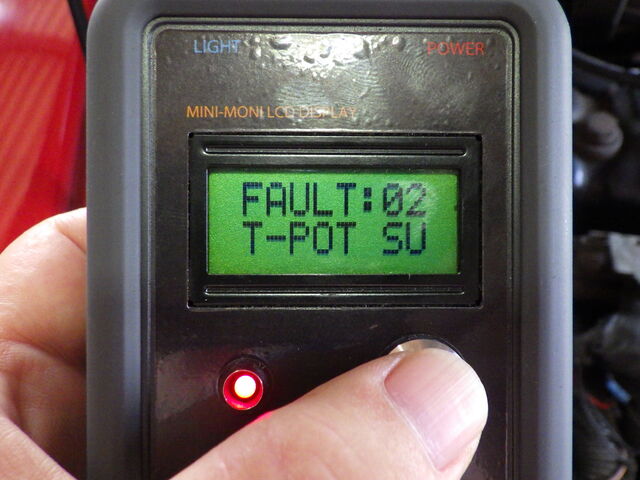 LIGHT POWER
MINI-MONI LCD DISPLAY
FAULT:02
T-POT SU